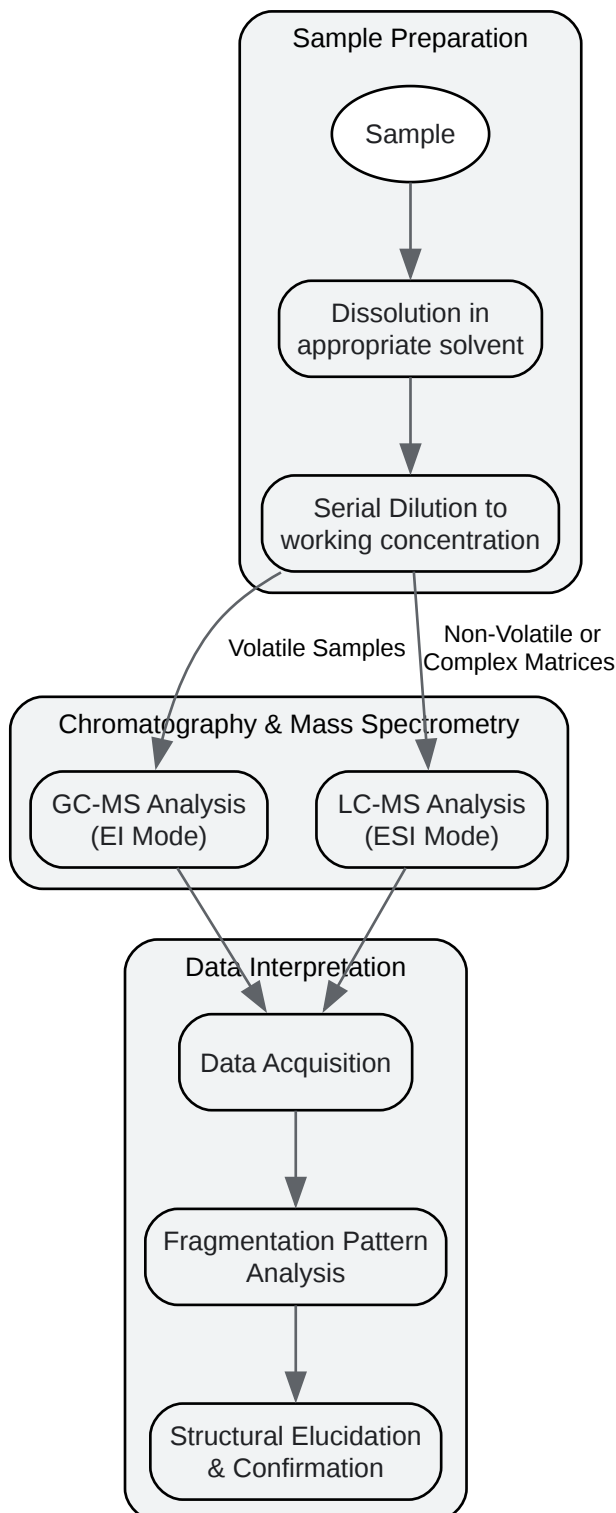 Sample Preparation
Sample
Dissolution in
appropriate solvent
Serial Dilution to
working concentration
Volatile Samples
Non-Volatile or
Complex Matrices
Chromatography & Mass Spectrometry
GC-MS Analysis
(EI Mode)
LC-MS Analysis
(ESI Mode)
Data Interpretation
Data Acquisition
Fragmentation Pattern
Analysis
Structural Elucidation
& Confirmation